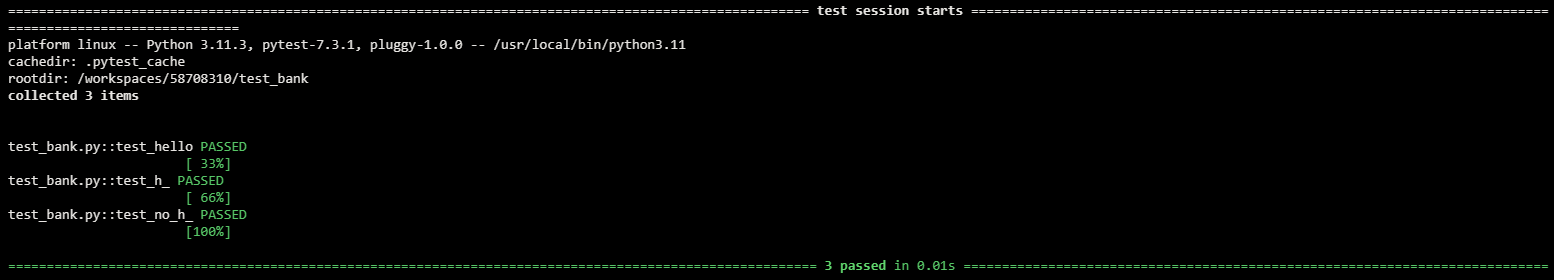 ======================================================================================================== test session starts ===========================================================================
==============================
platform linux -- Python 3.11.3, pytest-7.3.1, pluggy-1.0.0 -- /usr/local/bin/python3.11
cachedir: .pytest_cache
rootdir: /workspaces/58708310/test_bank
collected 3 items
test_bank.py::test_hello PASSED
[ 33%]
test_bank.py::test_h_ PASSED
[ 66%]
test_bank.py::test_no_h_ PASSED
[100%]
========================================================================================================= 3 passed in 0.01s ============================================================================